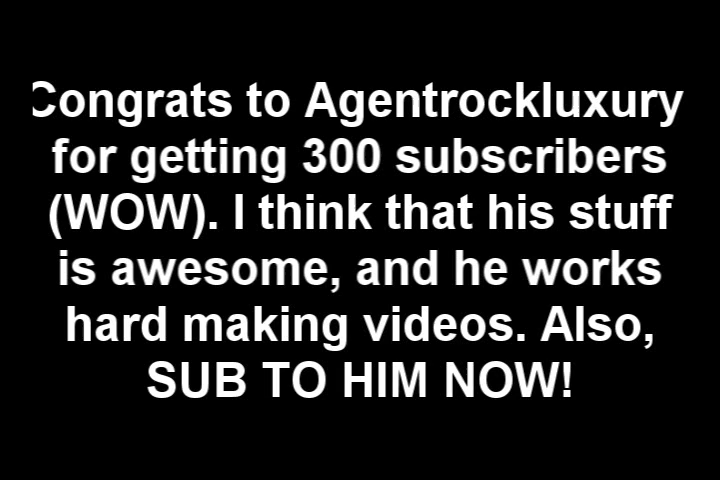 Congrats to Agentrockluxury
for getting 300 subscribers
(WOW). I think that his stuff
is awesome, and he works
hard making videos. Also,
SUB TO HIM NOW!